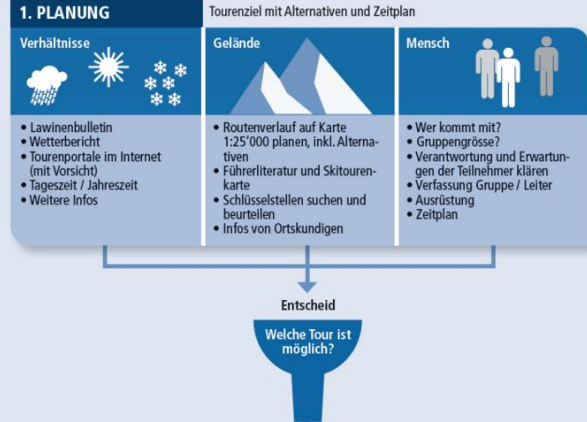 1. PLANUNG
Tourenziel mit Alternativen und Zeitplan
Verhältnisse
• Lawinenbulletin
• Wetterbericht
• Tourenportale im Internet
(mit Vorsicht)
• Tageszeit / Jahreszeit
• Weitere Infos
Gelände
• Routenverlauf auf Karte
1:25'000 planen, inkl. Alterna-
tiven
• Führerliteratur und Skitouren-
karte
• Schlüsselstellen suchen und
beurteilen
• Infos von Ortskundigen
Mensch
• Wer kommt mit?
• Gruppengrösse?
• Verantwortung und Erwartun-
gen der Teilnehmer klären
• Verfassung Gruppe / Leiter
• Ausrüstung
• Zeitplan
Entscheid
Welche Tour ist
möglich?